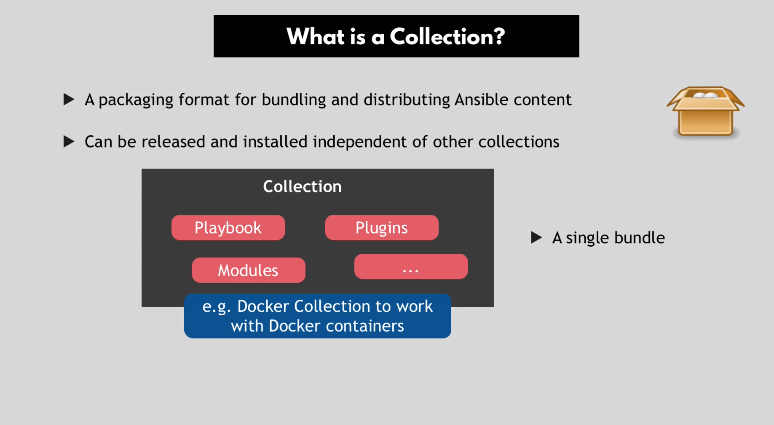 What is a Collection?
A packaging format for bundling and distributing Ansible content
Can be released and installed independent of other collections
Collection
Playbook
Plugins
Modules
...
A single bundle
e.g. Docker Collection to work
with Docker containers